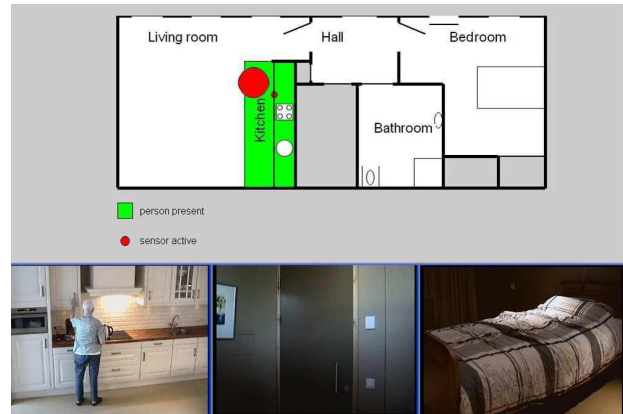 Living room
Hall
Bedroom
Kitchen
Bathroom
person present
sensor active